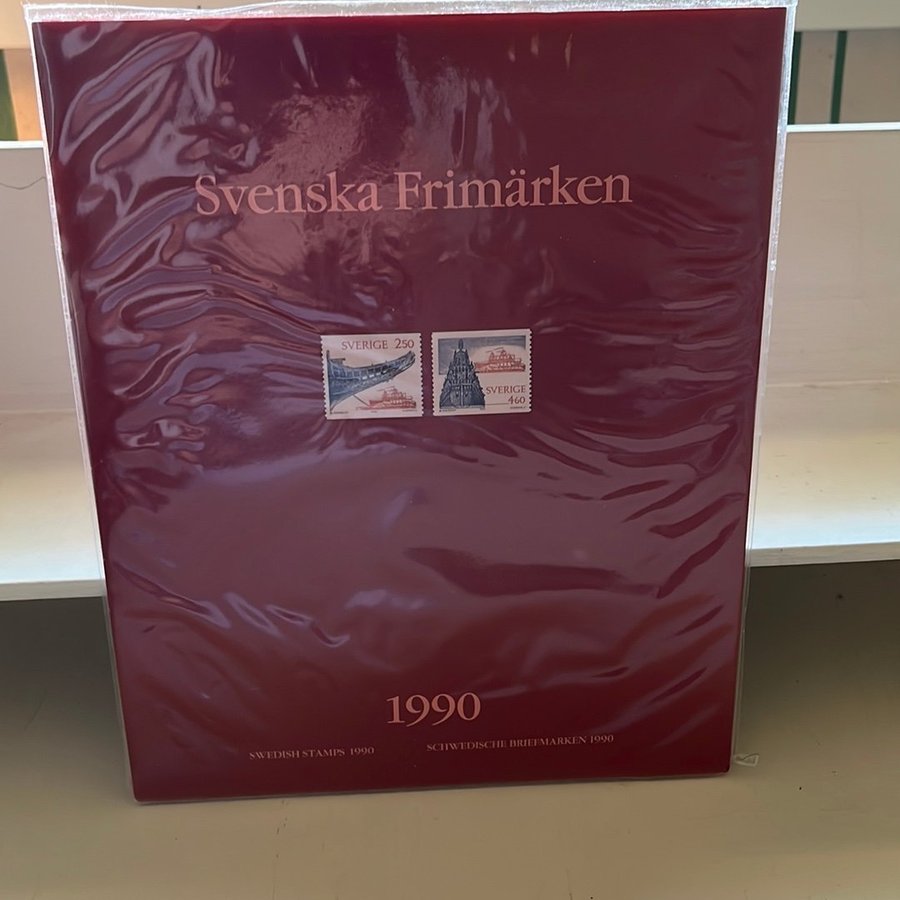 Svenska Frimärken
SVERIGE 250
SVERIGE
460
1990
SWEDISH STAMPS 1990
SCHWEDISCHE BRIEFMARKEN 1990